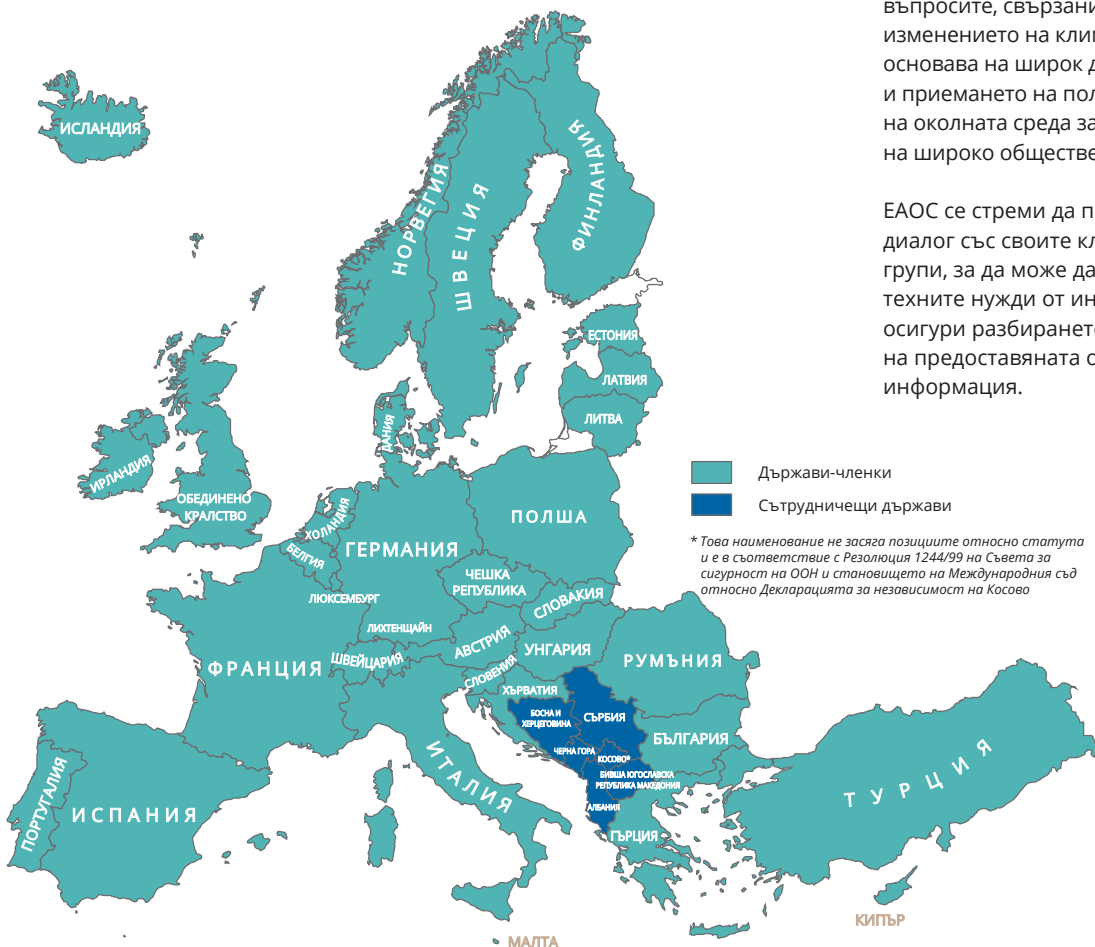 въпросите, свързани
изменението на клим
основава на широк д
и приемането на пол
на околната среда за
на широко обществе
ЕАОС се стреми да п
диалог със своите кл
групи, за да може да
техните нужди от ин
осигури разбирането
на предоставяната о
информация.
ИСЛАНДИЯ
НОРВЕГИЯ
ШВЕЦИЯ
ФИНЛАНДИЯ
ЕСТОНИЯ
ЛАТВИЯ
ЛИТВА
ДАНИЯ
ИРЛАНДИЯ
ОБЕДИНЕНО
КРАЛСТВО
ХОЛАНДИЯ
БЕЛГИЯ
ГЕРМАНИЯ
ПОЛША
ЛЮКСЕМБУРГ
ЧЕШКА
РЕПУБЛИКА
СЛОВАКИЯ
ЛИХТЕНЩАЙН
АВСТРИЯ
УНГАРИЯ
ФРАНЦИЯ
ШВЕЙЦАРИЯ
СЛОВЕНИЯ
РУМЪНИЯ
ХЪРВАТИЯ
БОСНА И
ХЕРЦЕГОВИНА
СЪРБИЯ
БЪЛГАРИЯ
ЧЕРНА ГОРА
КОСОВО*
БИВША ЮГОСЛАВСКА
РЕПУБЛИКА МАКЕДОНИЯ
АЛБАНИЯ
ИТАЛИЯ
ПОРТУГАЛИЯ
ИСПАНИЯ
ГЪРЦИЯ
ТУРЦИЯ
КИПЪР
МАЛТА
Държави-членки
Сътрудничещи държави
* Това наименование не засяга позициите относно статута
и е в съответствие с Резолюция 1244/99 на Съвета за
сигурност на ООН и становището на Международния съд
относно Декларацията за независимост на Косово